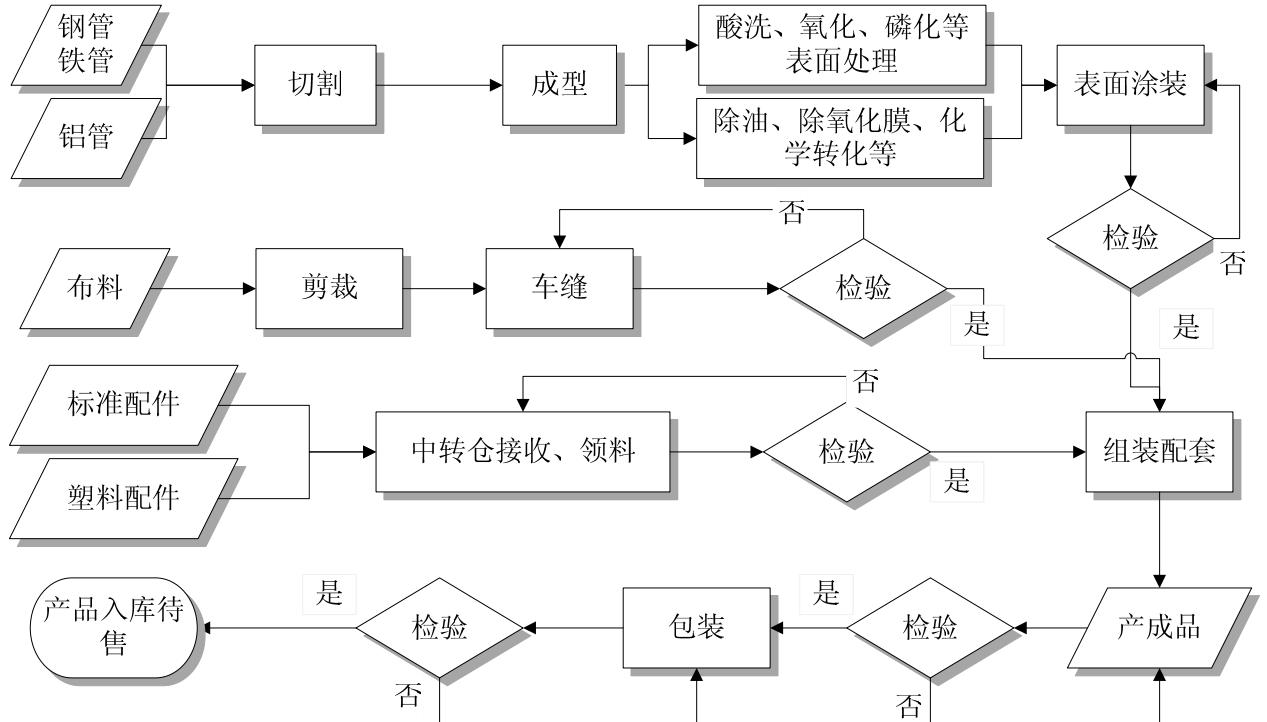 钢管
铁管
铝管
切割
成型
酸洗、氧化、磷化等
表面处理
除油、除氧化膜、化
学转化等
表面涂装
检验
否
是
布料
剪裁
车缝
否
检验
是
标准配件
塑料配件
中转仓接收、领料
否
检验
是
组装配套
产品入库待
售
是
检验
否
包装
是
检验
否
产成品